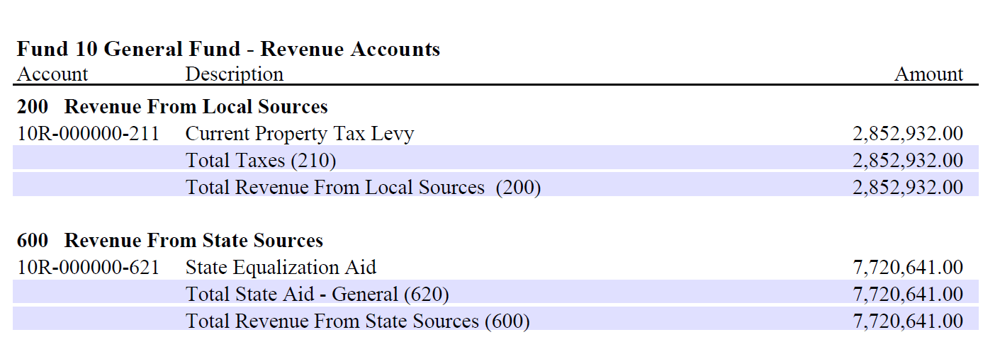 Fund 10 General Fund - Revenue Accounts
Account Description Amount
200 Revenue From Local Sources
10R-000000-211 Current Property Tax Levy 2,852,932.00
Total Taxes (210) 2,852,932.00
Total Revenue From Local Sources (200) 2,852,932.00
600 Revenue From State Sources
10R-000000-621 State Equalization Aid 7,720,641.00
Total State Aid - General (620) 7,720,641.00
Total Revenue From State Sources (600) 7,720,641.00